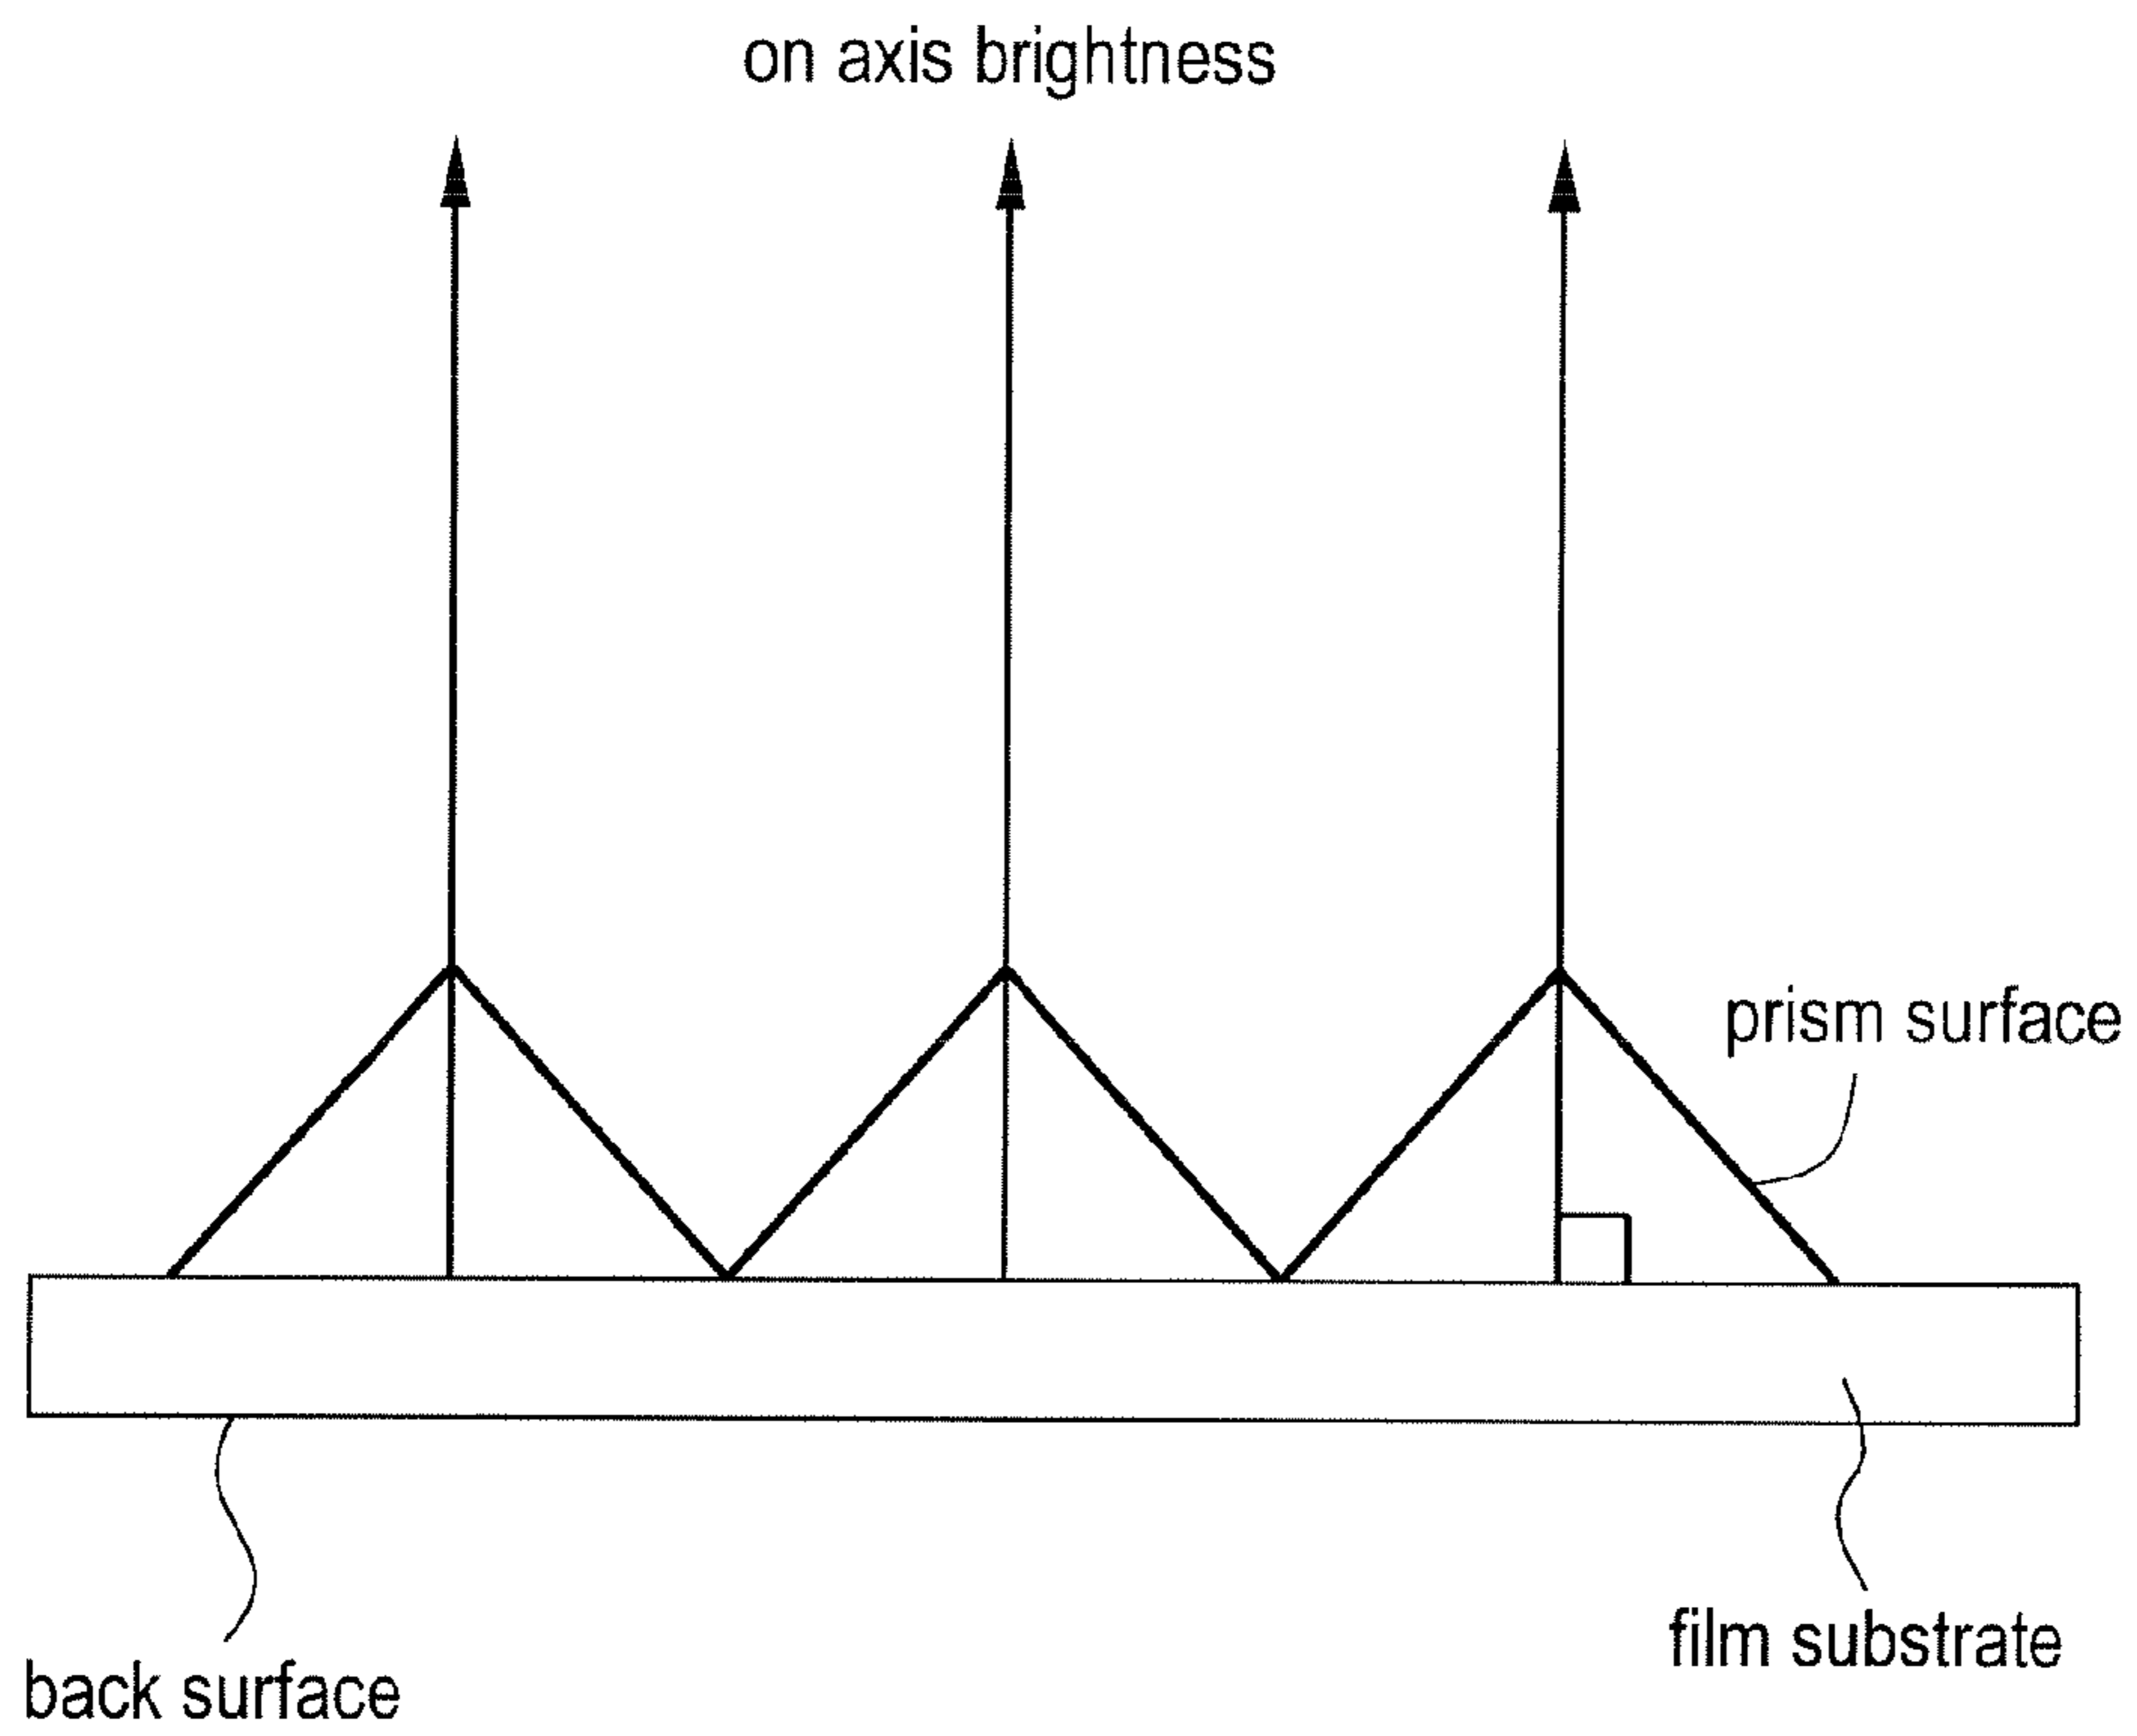 on axis brightness
prism surface
film substrate
back surface